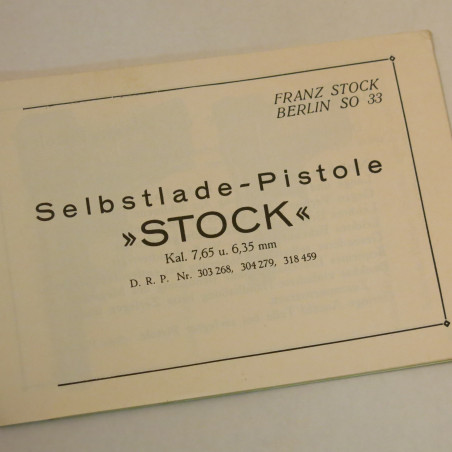 FRANZ STOCK
BERLIN SO 33
Selbstlade-Pistole
»STOCK«
Kal. 7,65 u. 6,35 mm
D. R. P. Nr. 303 268, 304 279, 318 459